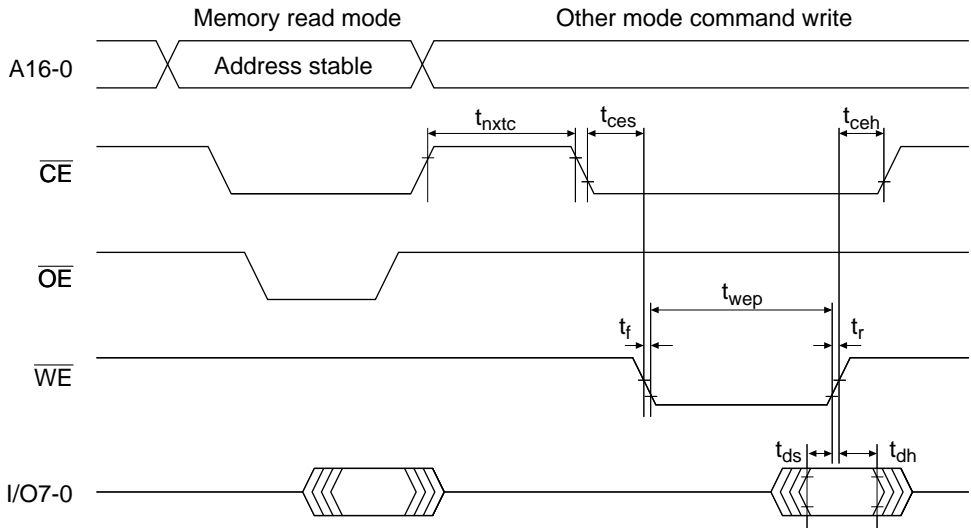 Memory read mode Other mode command write
A16-0 Address stable
tnxtc tces tceh
CE
OE
twep
tf tr
WE
tds tdh
I/O7-0